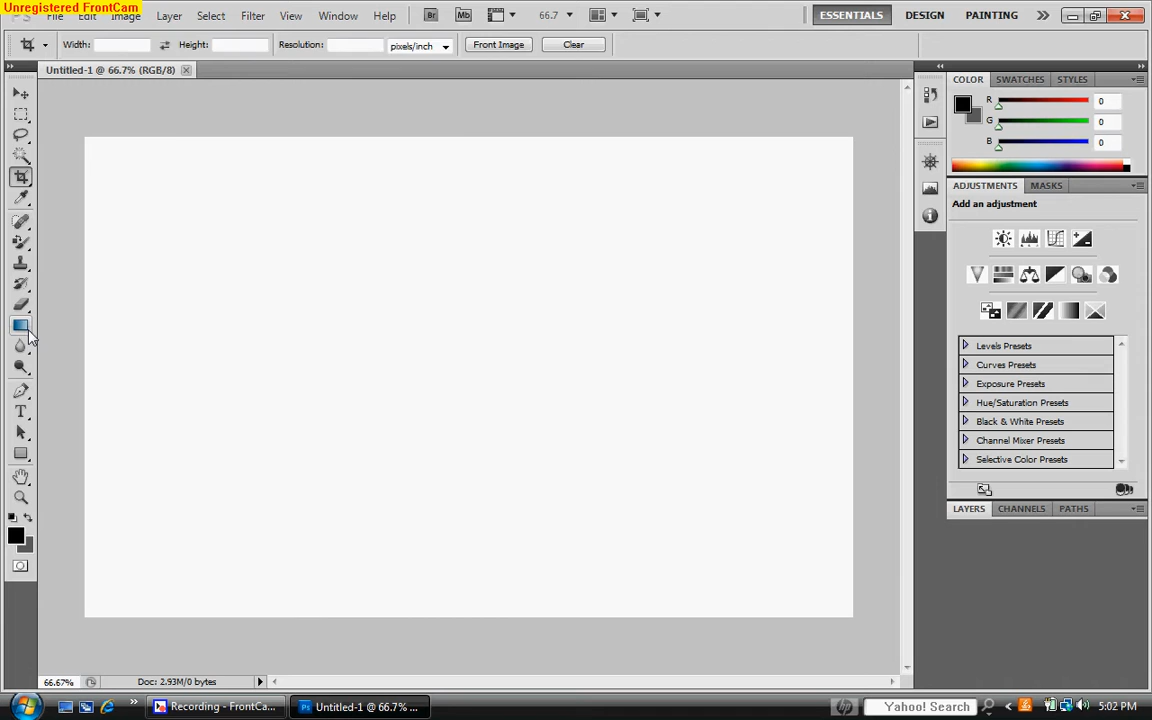 Unregistered FrontCam
File Edit Image Layer Select Filter View Window Help Br Mb 66.7 ESSENTIALS DESIGN PAINTING
Width: Height: Resolution: pixels/inch Front Image Clear
Untitled-1 @ 66.7% (RGB/8)
COLOR SWATCHES STYLES
R 0
G 0
B 0
ADJUSTMENTS MASKS
Add an adjustment
Levels Presets
Curves Presets
Exposure Presets
Hue/Saturation Presets
Black & White Presets
Channel Mixer Presets
Selective Color Presets
LAYERS CHANNELS PATHS
T
66.67% Doc: 2.93M/0 bytes
Recording - FrontCa... Ps Untitled-1 @ 66.7% ... hp Yahoo! Search 5:02 PM